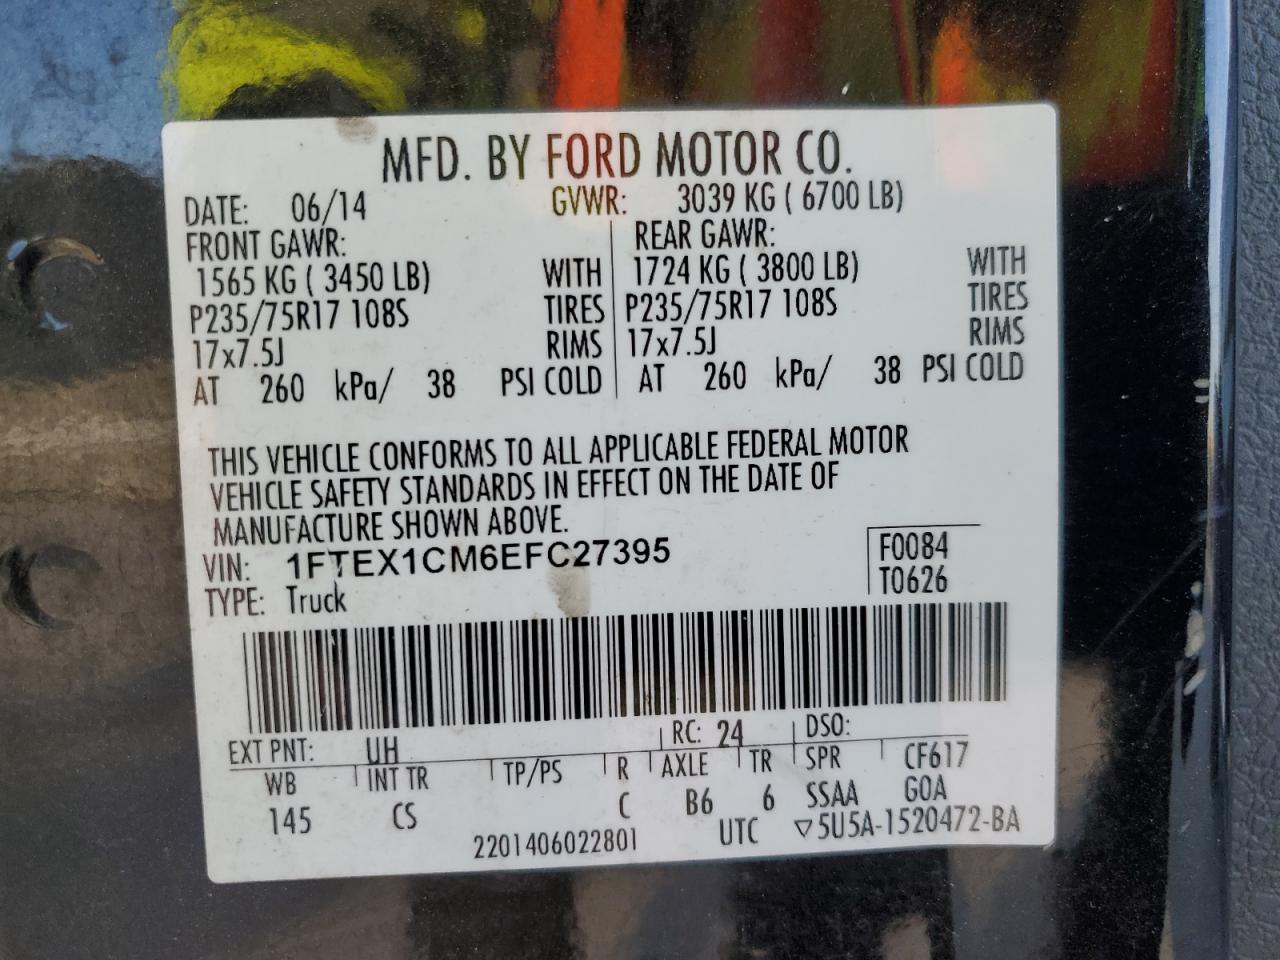 MFD. BY FORD MOTOR CO.
DATE: 06/14 GVWR: 3039 KG ( 6700 LB)
FRONT GAWR: REAR GAWR:
1565 KG ( 3450 LB) WITH 1724 KG ( 3800 LB) WITH
P235/75R17 108S TIRES P235/75R17 108S TIRES
17x7.5J RIMS 17x7.5J RIMS
AT 260 kPa/ 38 PSI COLD AT 260 kPa/ 38 PSI COLD
THIS VEHICLE CONFORMS TO ALL APPLICABLE FEDERAL MOTOR
VEHICLE SAFETY STANDARDS IN EFFECT ON THE DATE OF
MANUFACTURE SHOWN ABOVE.
VIN: 1FTEX1CM6EFC27395 F0084
TYPE: Truck T0626
EXT PNT: UH RC: 24 DSO:
WB INT TR TP/PS R AXLE TR SPR CF617
145 CS C B6 6 SSAA GOA
2201406022801 UTC ▽5U5A-1520472-BA